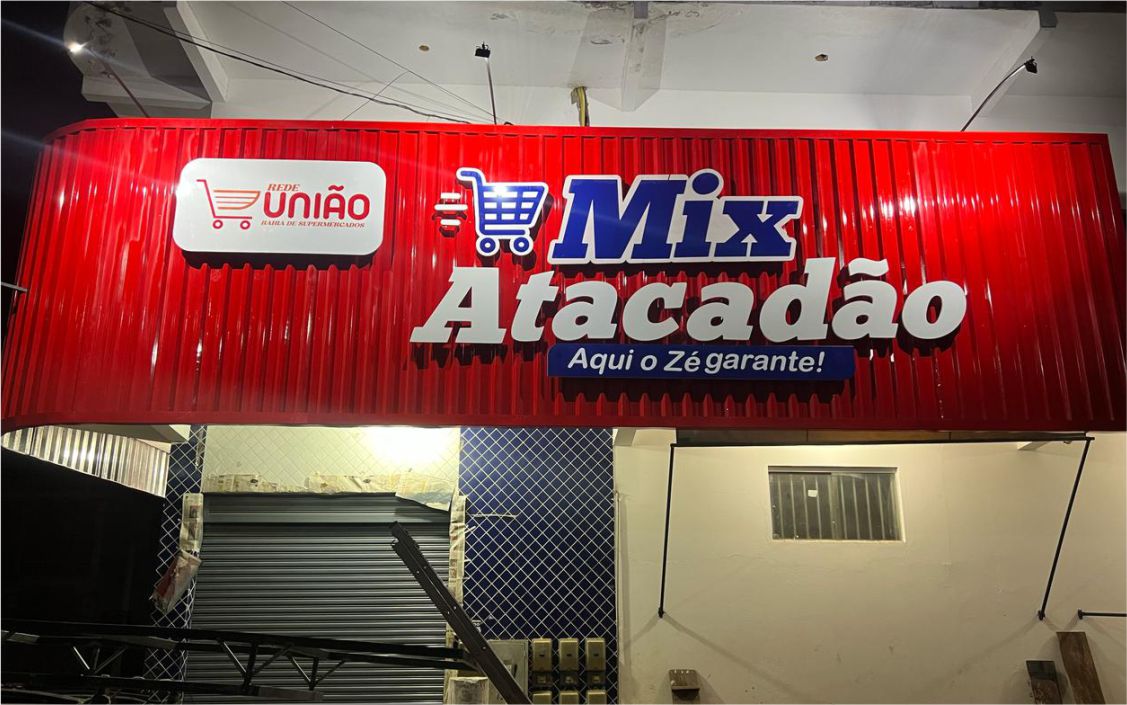 REDE
UNIÃO
BAHIA DE SUPERMERCADOS
Mix
Atacadão
Aqui o Zé garante!